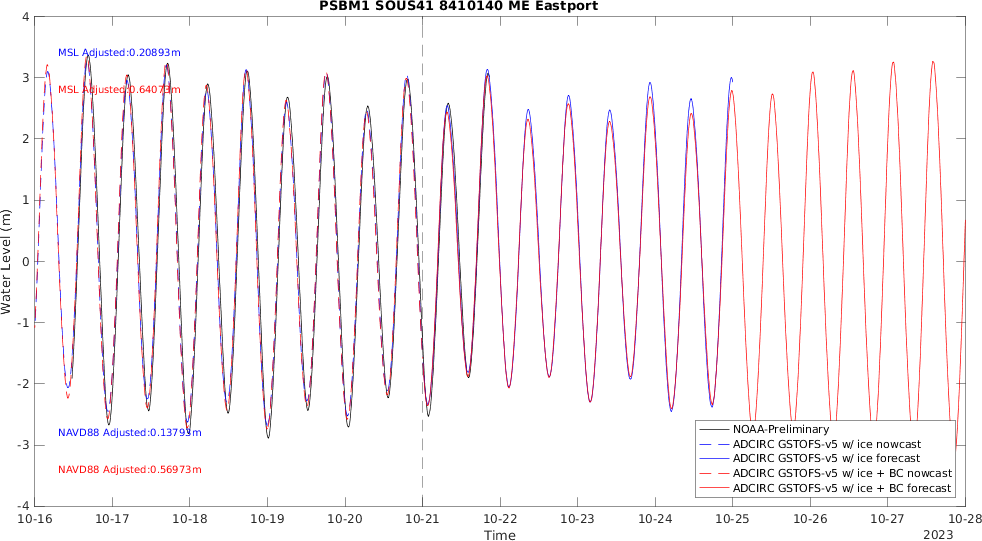 PSBM1 SOUS41 8410140 ME Eastport
MSL Adjusted:0.20893m
MSL Adjusted:0.64073m
NAVD88 Adjusted:0.13793m
NAVD88 Adjusted:0.56973m
Water Level (m)
4
3
2
1
0
-1
-2
-3
-4
10-16
10-17
10-18
10-19
10-20
10-21
10-22
10-23
10-24
10-25
10-26
10-27
10-28
2023
Time
NOAA-Preliminary
ADCIRC GSTOFS-v5 w/ ice nowcast
ADCIRC GSTOFS-v5 w/ ice forecast
ADCIRC GSTOFS-v5 w/ ice + BC nowcast
ADCIRC GSTOFS-v5 w/ ice + BC forecast